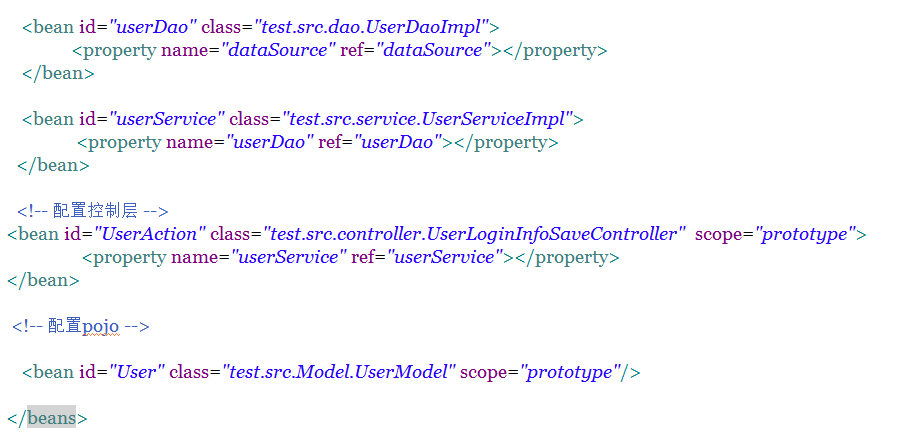 <bean id="userDao" class="test.src.dao.UserDaoImpl">
<property name="dataSource" ref="dataSource"></property>
</bean>
<bean id="userService" class="test.src.service.UserServiceImpl">
<property name="userDao" ref="userDao"></property>
</bean>
<!-- 配置控制层 -->
<bean id="UserAction" class="test.src.controller.UserLoginInfoSaveController" scope="prototype">
<property name="userService" ref="userService"></property>
</bean>
<!-- 配置pojo -->
<bean id="User" class="test.src.Model.UserModel" scope="prototype"/>
</beans>